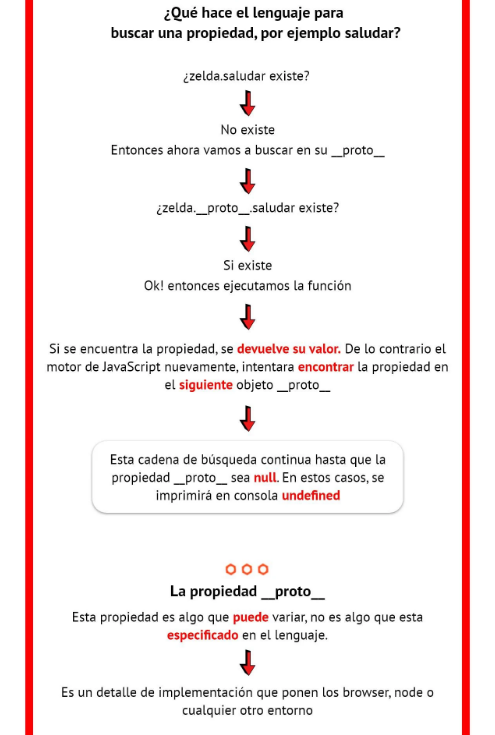 ¿Qué hace el lenguaje para
buscar una propiedad, por ejemplo saludar?
¿zelda.saludar existe?
No existe
Entonces ahora vamos a buscar en su __proto__
¿zelda.__proto__.saludar existe?
Si existe
Ok! entonces ejecutamos la función
Si se encuentra la propiedad, se devuelve su valor. De lo contrario el
motor de JavaScript nuevamente, intentara encontrar la propiedad en
el siguiente objeto __proto__
Esta cadena de búsqueda continua hasta que la
propiedad __proto__ sea null. En estos casos, se
imprimirá en consola undefined
La propiedad __proto__
Esta propiedad es algo que puede variar, no es algo que esta
especificado en el lenguaje.
Es un detalle de implementación que ponen los browser, node o
cualquier otro entorno